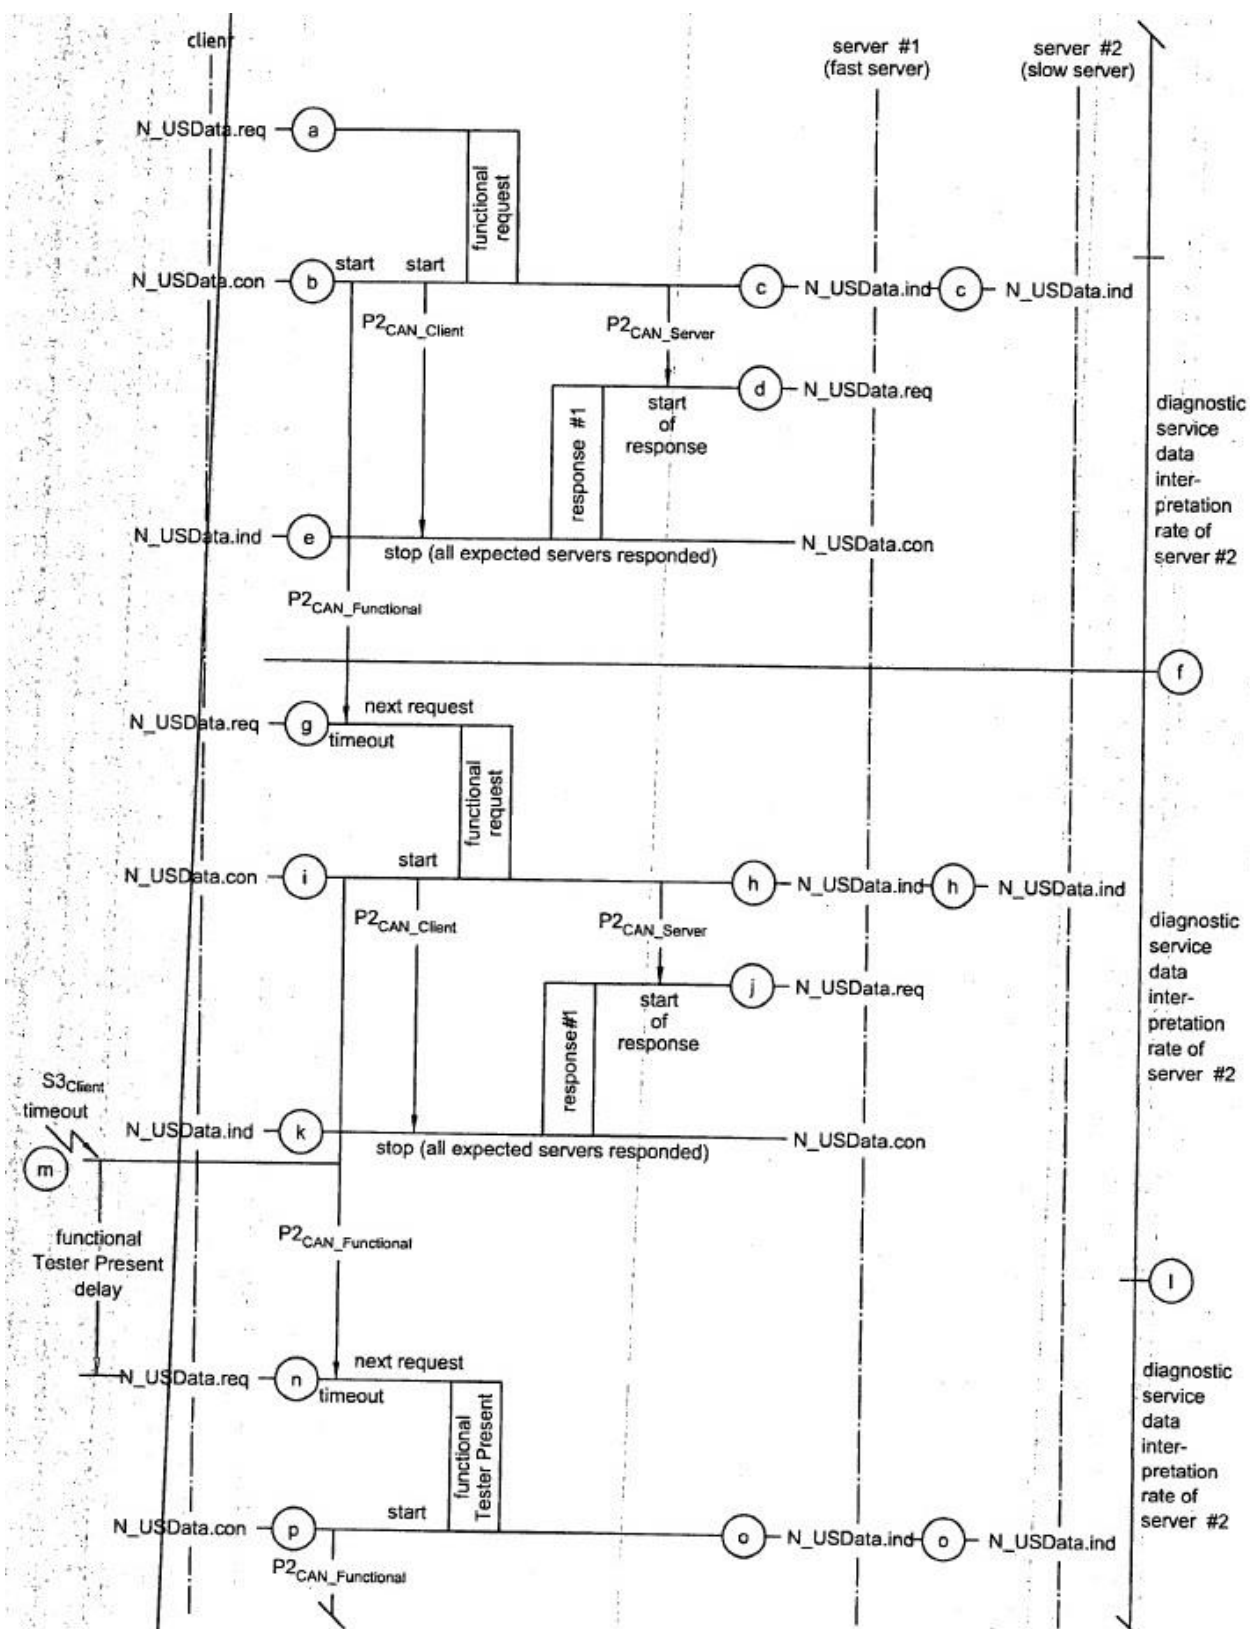 client
server #1
(fast server)
server #2
(slow server)
N_USData.req
a
functional
request
N_USData.con
b
start
start
c
N_USData.ind
c
N_USData.ind
P2CAN_Client
P2CAN_Server
d
N_USData.req
response #1
start
of
response
diagnostic
service
data
inter-
pretation
rate of
server #2
N_USData.ind
e
stop (all expected servers responded)
N_USData.con
P2CAN_Functional
f
N_USData.req
g
next request
timeout
functional
request
N_USData.con
i
start
h
N_USData.ind
h
N_USData.ind
P2CAN_Client
P2CAN_Server
j
N_USData.req
response#1
start
of
response
diagnostic
service
data
inter-
pretation
rate of
server #2
S3Client
timeout
N_USData.ind
k
stop (all expected servers responded)
N_USData.con
m
functional
Tester Present
delay
P2CAN_Functional
l
N_USData.req
n
next request
timeout
functional
Tester Present
diagnostic
service
data
inter-
pretation
rate of
server #2
N_USData.con
p
start
o
N_USData.ind
o
N_USData.ind
P2CAN_Functional